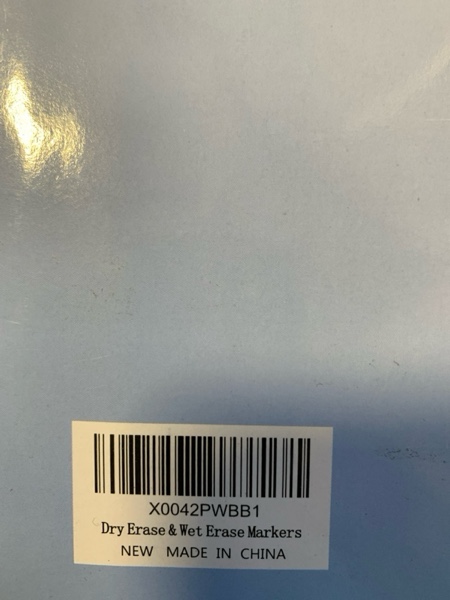 X0042PWBB1
Dry Erase & Wet Erase Markers
NEW MADE IN CHINA